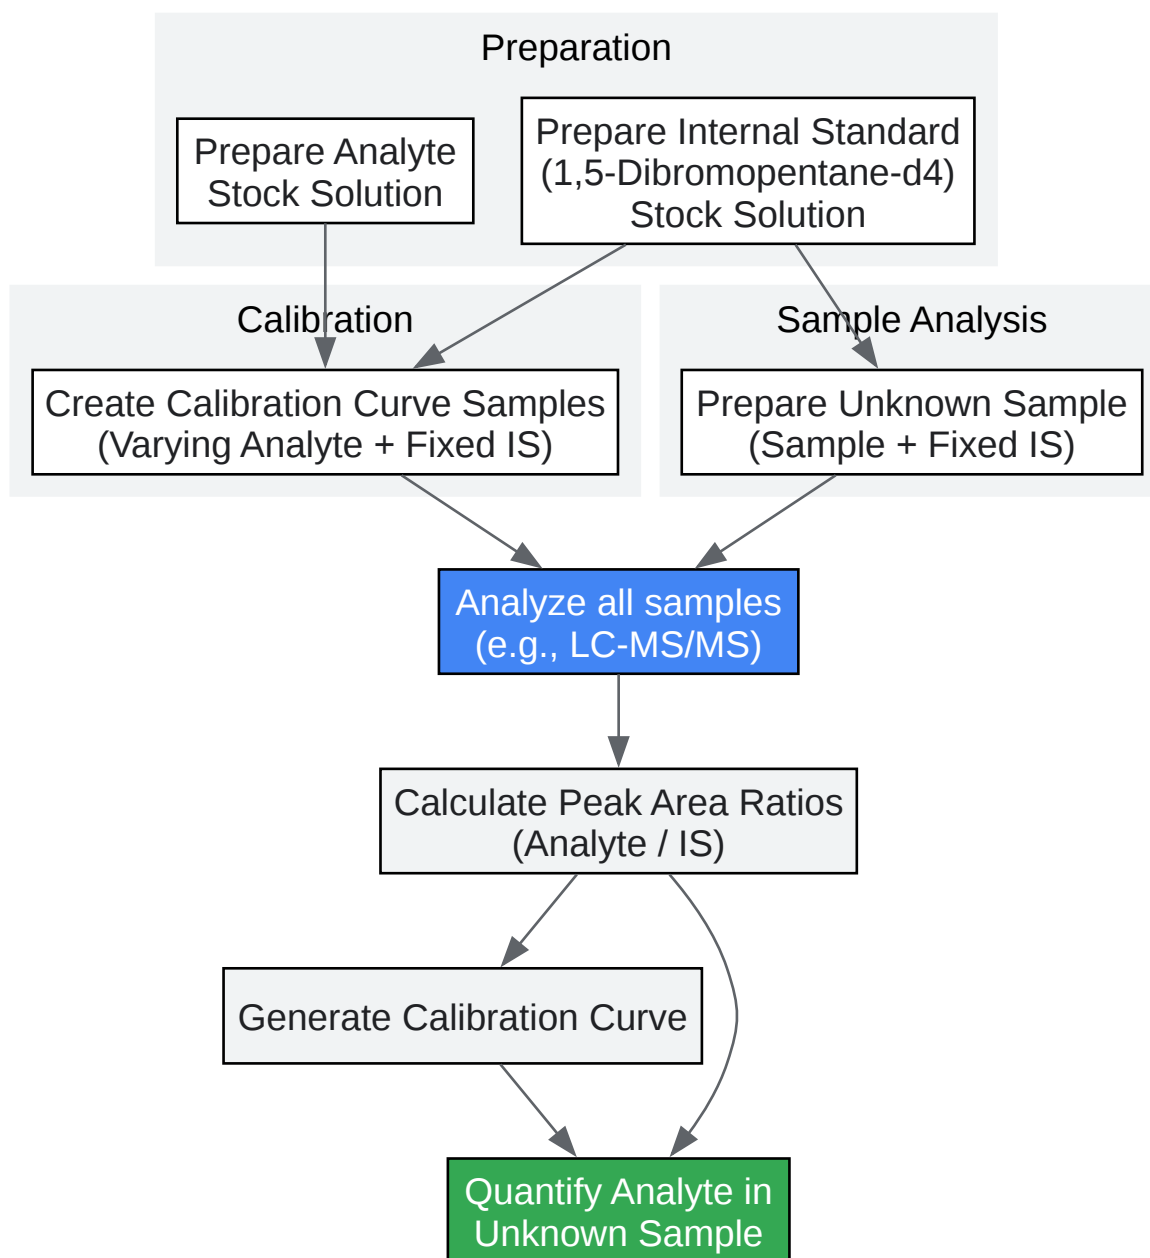 Preparation
Prepare Analyte
Stock Solution
Prepare Internal Standard
(1,5-Dibromopentane-d4)
Stock Solution
Calibration
Sample Analysis
Create Calibration Curve Samples
(Varying Analyte + Fixed IS)
Prepare Unknown Sample
(Sample + Fixed IS)
Analyze all samples
(e.g., LC-MS/MS)
Calculate Peak Area Ratios
(Analyte / IS)
Generate Calibration Curve
Quantify Analyte in
Unknown Sample